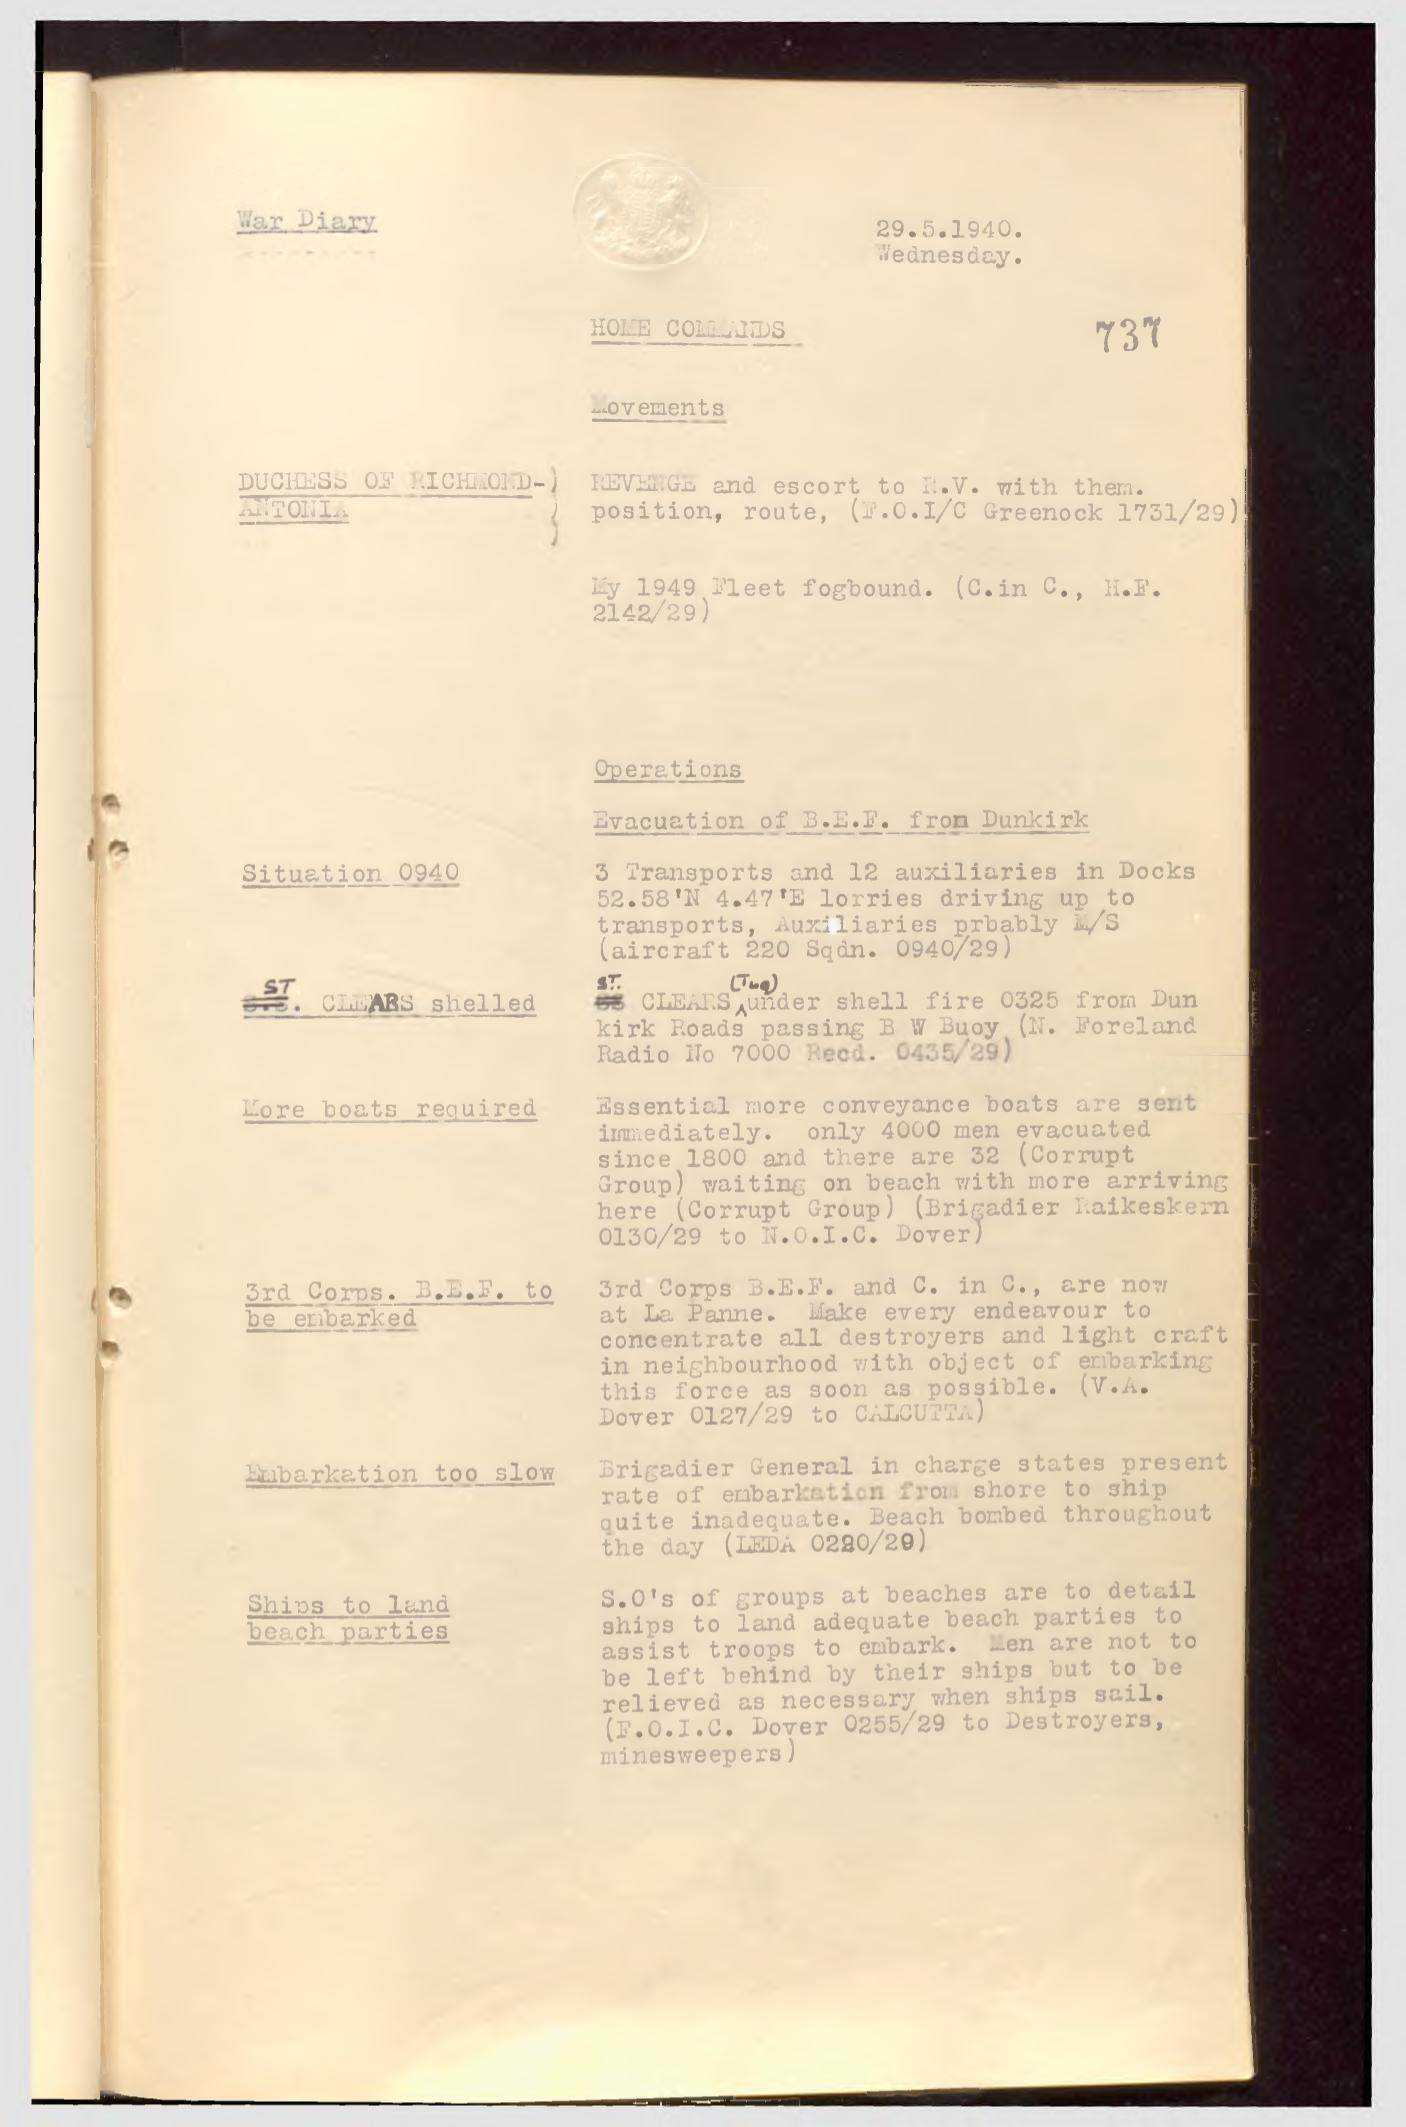 War Diary
29.5.1940.
Wednesday.
HOME COMMANDS
737
Movements
DUCHESS OF RICHMOND-)
ANTONIA )
REVENGE and escort to R.V. with them.
position, route, (F.O.I/C Greenock 1731/29)
My 1949 Fleet fogbound. (C.in C., H.F.
2142/29)
Operations
Evacuation of B.E.F. from Dunkirk
Situation 0940
3 Transports and 12 auxiliaries in Docks
52.58'N 4.47'E lorries driving up to
transports, Auxiliaries prbably M/S
(aircraft 220 Sqdn. 0940/29)
ST
S.S. CLEARS shelled
ST. (Tug)
SS CLEARS under shell fire 0325 from Dun
kirk Roads passing B W Buoy (N. Foreland
Radio No 7000 Recd. 0435/29)
More boats required
Essential more conveyance boats are sent
immediately. only 4000 men evacuated
since 1800 and there are 32 (Corrupt
Group) waiting on beach with more arriving
here (Corrupt Group) (Brigadier Raikeskern
0130/29 to N.O.I.C. Dover)
3rd Corps. B.E.F. to
be embarked
3rd Corps B.E.F. and C. in C., are now
at La Panne. Make every endeavour to
concentrate all destroyers and light craft
in neighbourhood with object of embarking
this force as soon as possible. (V.A.
Dover 0127/29 to CALCUTTA)
Embarkation too slow
Brigadier General in charge states present
rate of embarkation from shore to ship
quite inadequate. Beach bombed throughout
the day (LEDA 0220/29)
Ships to land
beach parties
S.O's of groups at beaches are to detail
ships to land adequate beach parties to
assist troops to embark. Men are not to
be left behind by their ships but to be
relieved as necessary when ships sail.
(F.O.I.C. Dover 0255/29 to Destroyers,
minesweepers)